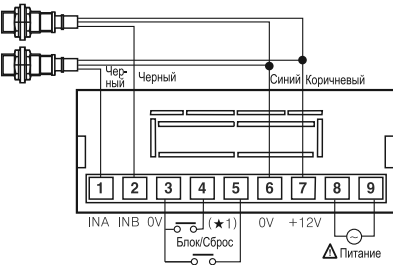 Чер-
ный
Черный
Синий
Коричневый
1 2 3 4 5 6 7 8 9
INA INB 0V (★1) 0V +12V
Блок/Сброс
Питание